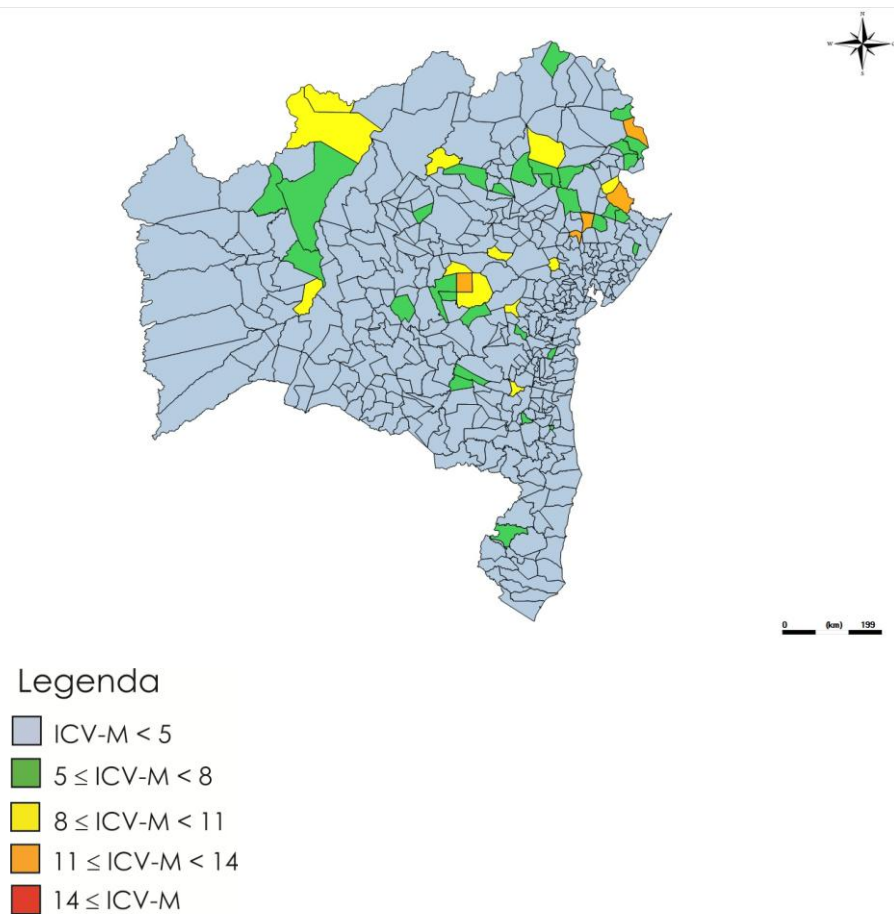 N
W
S
0 (km) 199
Legenda
ICV-M < 5
5 ≤ ICV-M < 8
8 ≤ ICV-M < 11
11 ≤ ICV-M < 14
14 ≤ ICV-M